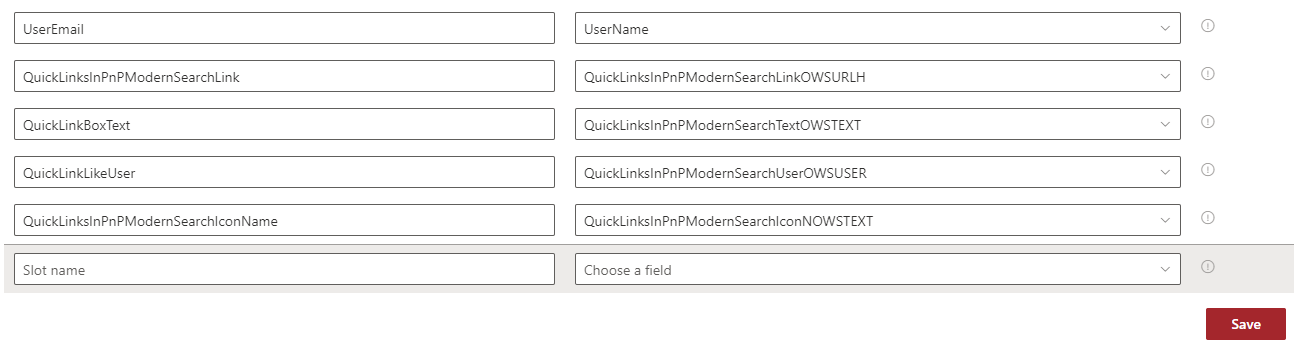 UserEmail UserName
QuickLinksInPnPModernSearchLink QuickLinksInPnPModernSearchLinkOWSURLH
QuickLinkBoxText QuickLinksInPnPModernSearchTextOWSTEXT
QuickLinkLikeUser QuickLinksInPnPModernSearchUserOWSUSER
QuickLinksInPnPModernSearchIconName QuickLinksInPnPModernSearchIconNOWSTEXT
Slot name Choose a field
Save